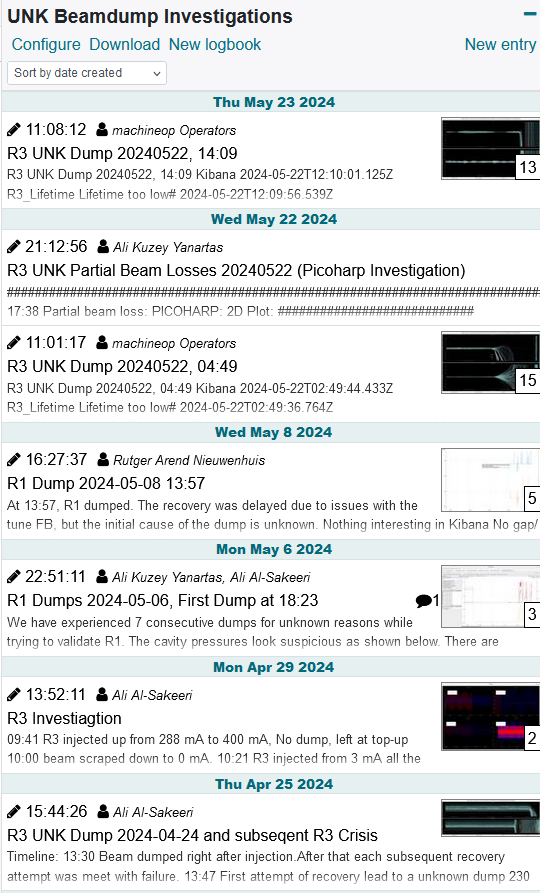 UNK Beamdump Investigations
Configure Download New logbook New entry
Sort by date created
Thu May 23 2024
11:08:12 machineop Operators
R3 UNK Dump 20240522, 14:09
R3 UNK Dump 20240522, 14:09 Kibana 2024-05-22T12:10:01.125Z
R3_Lifetime Lifetime too low# 2024-05-22T12:09:56.539Z
13
Wed May 22 2024
21:12:56 Ali Kuzey Yanartas
R3 UNK Partial Beam Losses 20240522 (Picoharp Investigation)
############################################################################
17:38 Partial beam loss: PICOHARP: 2D Plot: ############################
11:01:17 machineop Operators
R3 UNK Dump 20240522, 04:49
R3 UNK Dump 20240522, 04:49 Kibana 2024-05-22T02:49:44.433Z
R3_Lifetime Lifetime too low# 2024-05-22T02:49:36.764Z
15
Wed May 8 2024
16:27:37 Rutger Arend Nieuwenhuis
R1 Dump 2024-05-08 13:57
At 13:57, R1 dumped. The recovery was delayed due to issues with the
tune FB, but the initial cause of the dump is unknown. Nothing interesting in Kibana No gap/
5
Mon May 6 2024
22:51:11 Ali Kuzey Yanartas, Ali Al-Sakeeri
R1 Dumps 2024-05-06, First Dump at 18:23
1
We have experienced 7 consecutive dumps for unknown reasons while
trying to validate R1. The cavity pressures look suspicious as shown below. There are
3
Mon Apr 29 2024
13:52:11 Ali Al-Sakeeri
R3 Investiagtion
09:41 R3 injected up from 288 mA to 400 mA, No dump, left at top-up
10:00 beam scraped down to 0 mA. 10:21 R3 injected from 3 mA all the
2
Thu Apr 25 2024
15:44:26 Ali Al-Sakeeri
R3 UNK Dump 2024-04-24 and subseqent R3 Crisis
Timeline: 13:30 Beam dumped right after injection.After that each subsequent recovery
attempt was meet with failure. 13:47 First attempt of recovery lead to a unknown dump 230